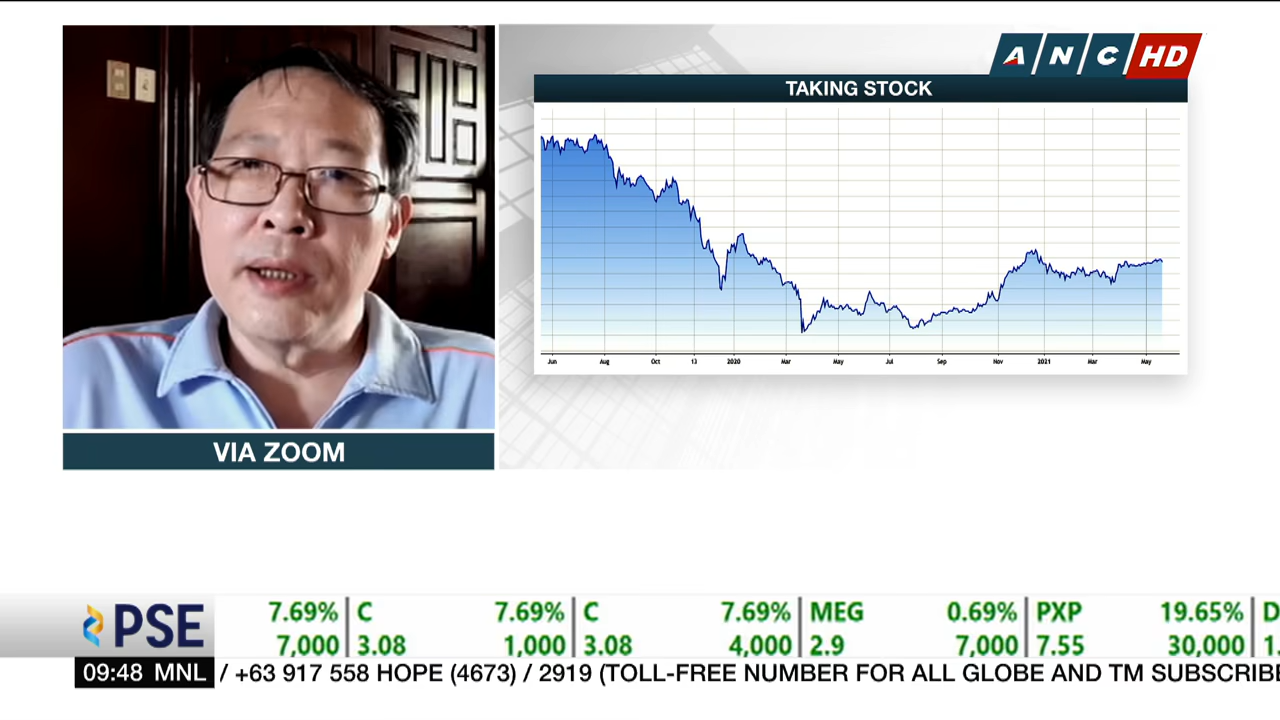 ANC HD
TAKING STOCK
Jun Aug Oct 13 2020 Mar May Jul Sep Nov 2021 Mar May
VIA ZOOM
PSE
7.69% C 7.69% C 7.69% MEG 0.69% PXP 19.65% D
7,000 3.08 1,000 3.08 4,000 2.9 7,000 7.55 30,000 1.
09:48 MNL / +63 917 558 HOPE (4673) / 2919 (TOLL-FREE NUMBER FOR ALL GLOBE AND TM SUBSCRIBE